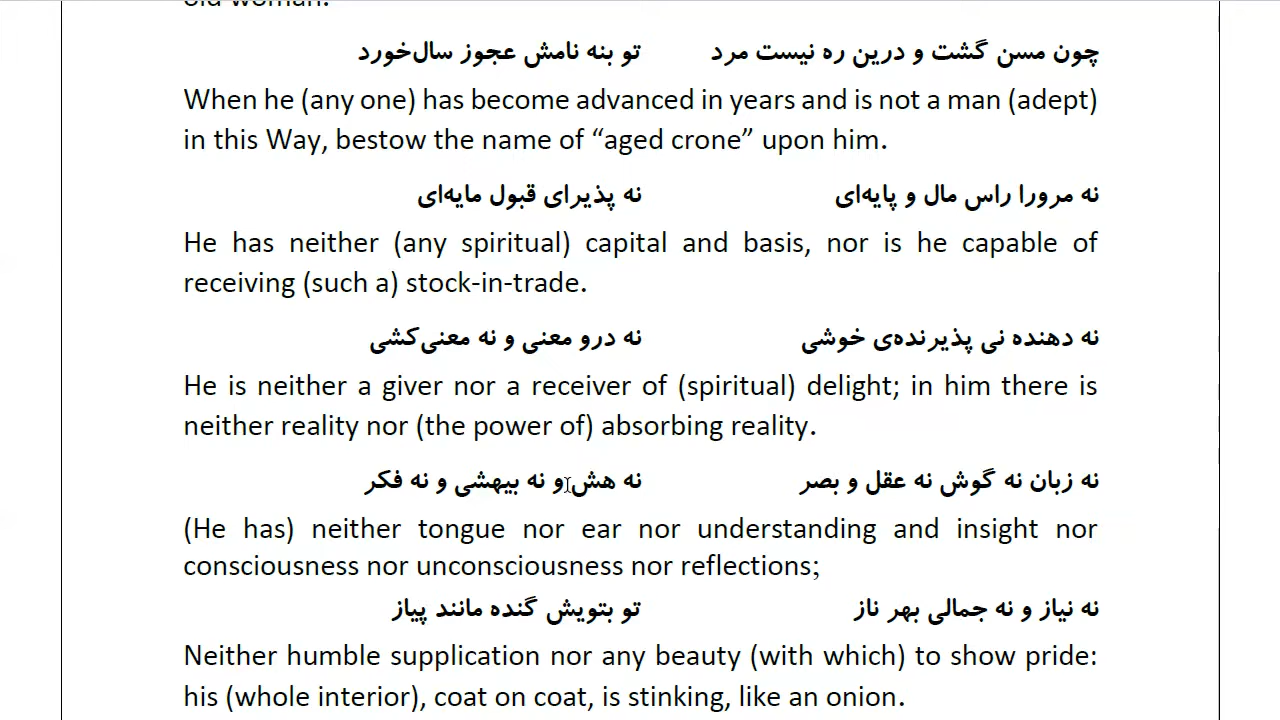 old woman.
چون مسن گشت و درین ره نیست مرد تو بنه نامش عجوز سال‌خورد
When he (any one) has become advanced in years and is not a man (adept)
in this Way, bestow the name of “aged crone” upon him.
نه مرورا راس مال و پایه‌ای نه پذیرای قبول مایه‌ای
He has neither (any spiritual) capital and basis, nor is he capable of
receiving (such a) stock-in-trade.
نه دهنده نی پذیرنده‌ی خوشی نه درو معنی و نه معنی‌کشی
He is neither a giver nor a receiver of (spiritual) delight; in him there is
neither reality nor (the power of) absorbing reality.
نه زبان نه گوش نه عقل و بصر نه هش و نه بیهشی و نه فکر
(He has) neither tongue nor ear nor understanding and insight nor
consciousness nor unconsciousness nor reflections;
نه نیاز و نه جمالی بهر ناز تو بتویش گنده مانند پیاز
Neither humble supplication nor any beauty (with which) to show pride:
his (whole interior), coat on coat, is stinking, like an onion.